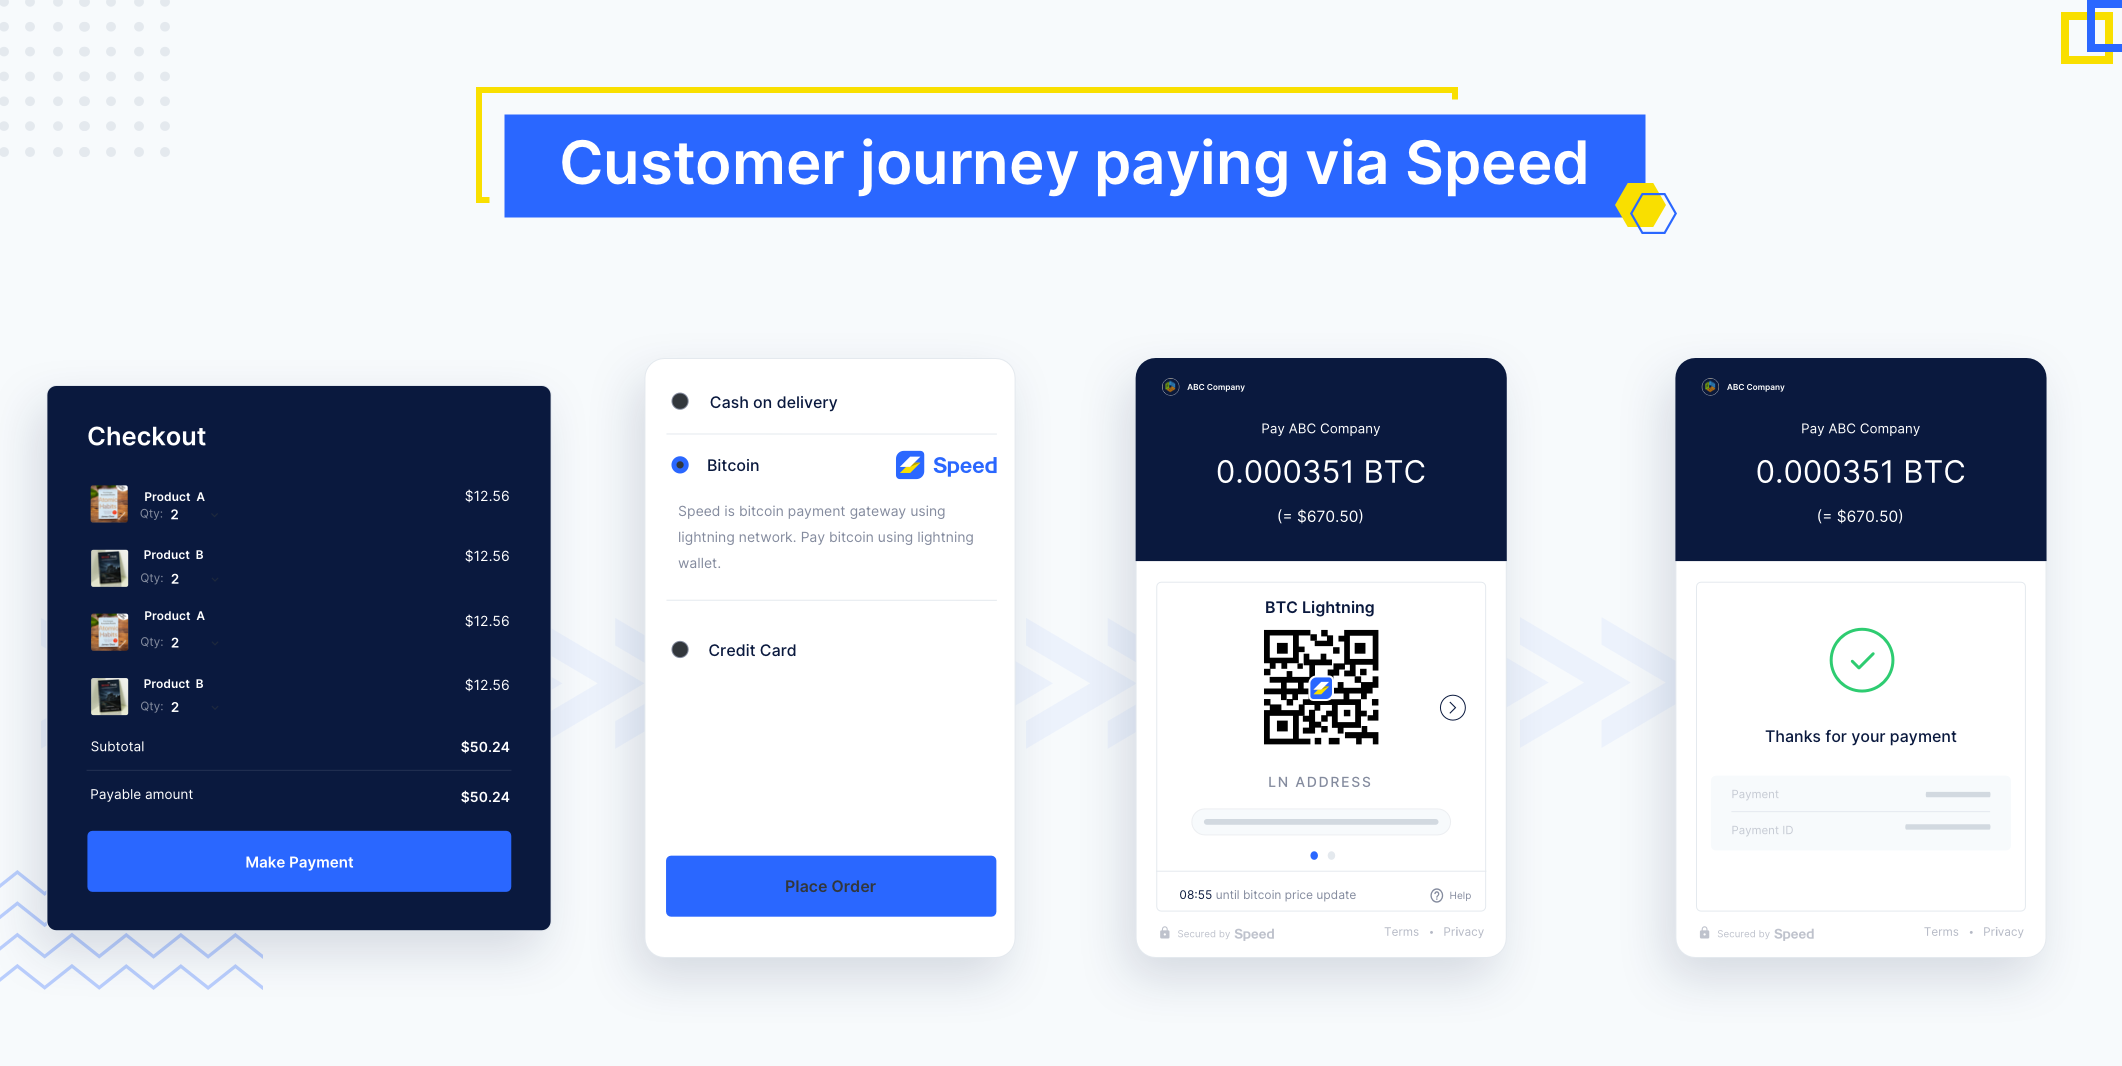 Customer journey paying via Speed
Checkout
Product A $12.56
Qty: 2
Product B $12.56
Qty: 2
Product A $12.56
Qty: 2
Product B $12.56
Qty: 2
Subtotal $50.24
Payable amount $50.24
Make Payment
Cash on delivery
Bitcoin Speed
Speed is bitcoin payment gateway using
lightning network. Pay bitcoin using lightning
wallet.
Credit Card
Place Order
ABC Company
Pay ABC Company
0.000351 BTC
(= $670.50)
BTC Lightning
LN ADDRESS
08:55 until bitcoin price update Help
Secured by Speed Terms • Privacy
ABC Company
Pay ABC Company
0.000351 BTC
(= $670.50)
Thanks for your payment
Payment
Payment ID
Secured by Speed Terms • Privacy